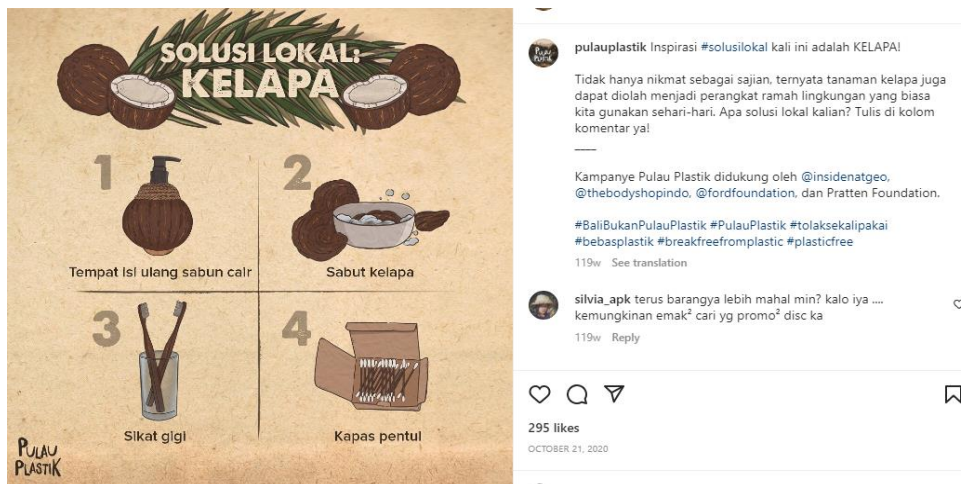 SOLUSI LOKAL:
KELAPA
1
Tempat isi ulang sabun cair
2
Sabut kelapa
3
Sikat gigi
4
Kapas pentul
PULAU
PLASTIK
pulauplastik Inspirasi #solusilokal kali ini adalah KELAPA!
Tidak hanya nikmat sebagai sajian, ternyata tanaman kelapa juga
dapat diolah menjadi perangkat ramah lingkungan yang biasa
kita gunakan sehari-hari. Apa solusi lokal kalian? Tulis di kolom
komentar ya!
____
Kampanye Pulau Plastik didukung oleh @insidenatgeo,
@thebodyshopindo, @fordfoundation, dan Pratten Foundation.
#BaliBukanPulauPlastik #PulauPlastik #tolaksekalipakai
#bebasplastik #breakfreefromplastic #plasticfree
119w See translation
silvia_apk terus barangya lebih mahal min? kalo iya ....
kemungkinan emak² cari yg promo² disc ka
119w Reply
295 likes
OCTOBER 21, 2020